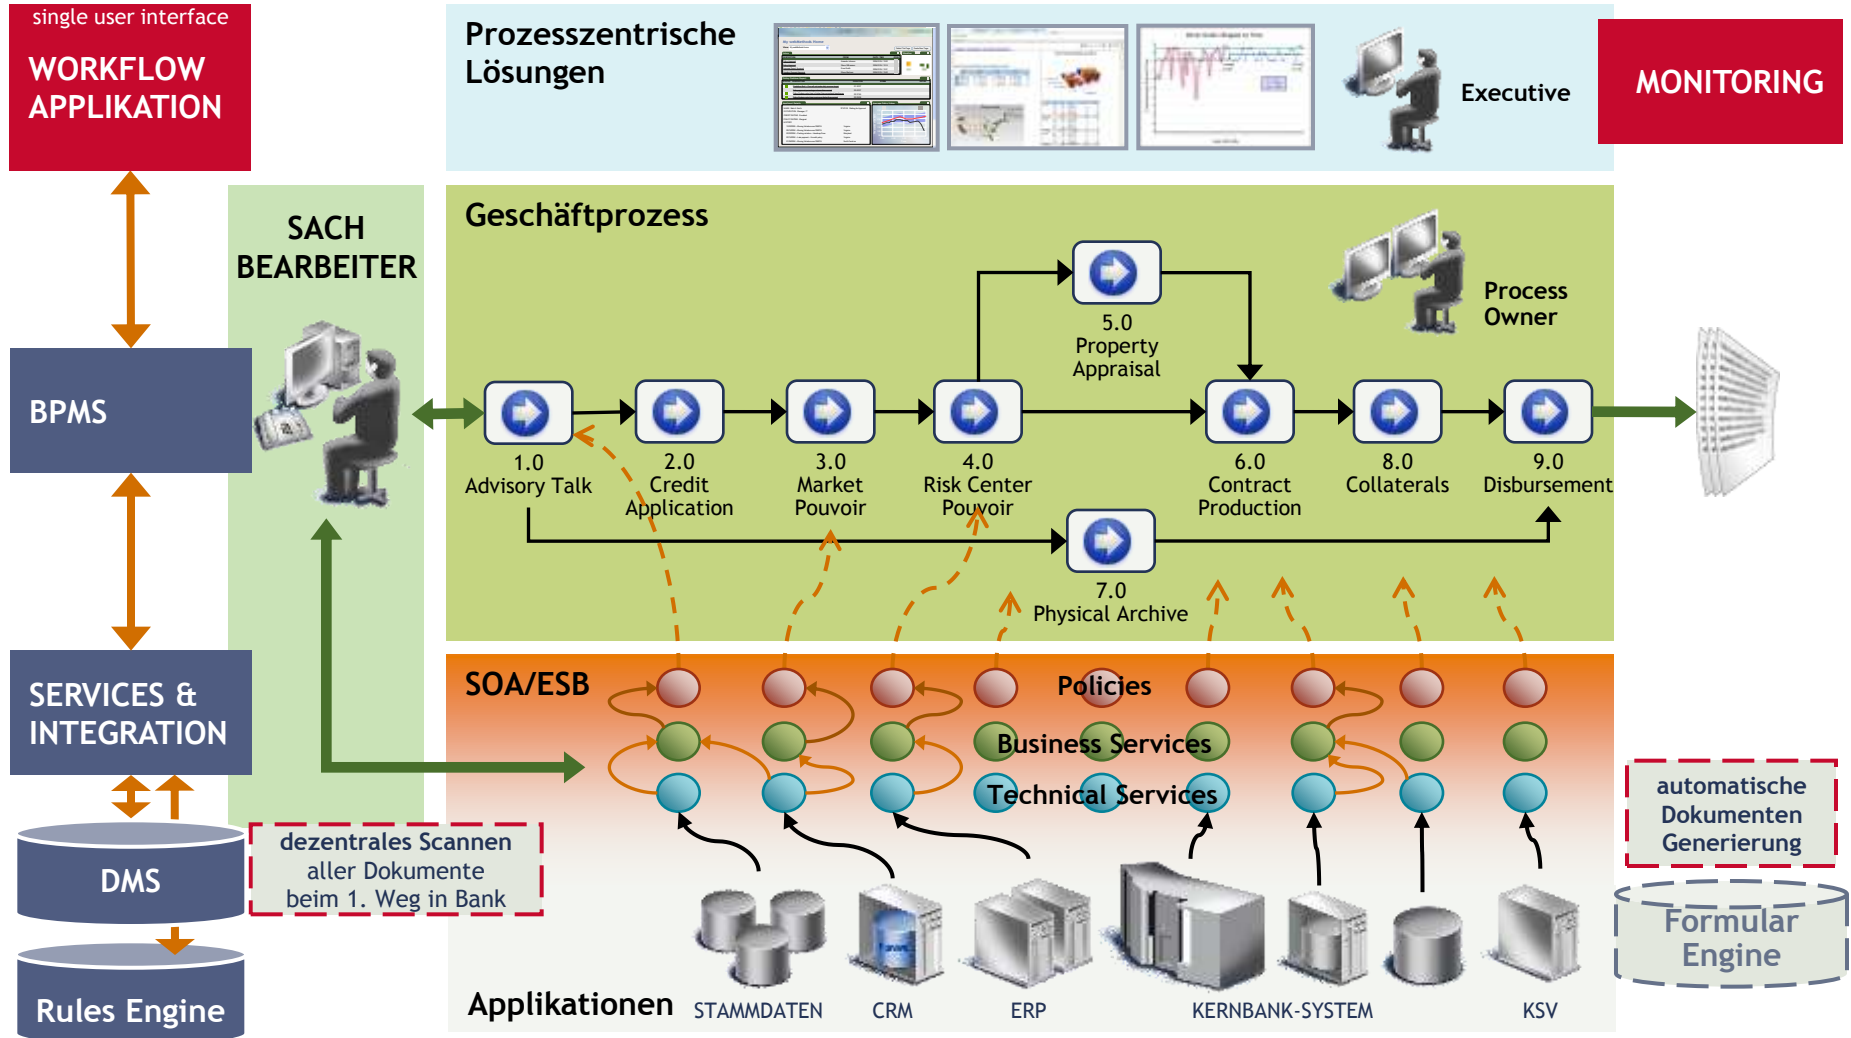 single user interface
WORKFLOW
APPLIKATION
Prozesszentrische
Lösungen
Executive
MONITORING
SACH
BEARBEITER
Geschäftprozess
Process
Owner
5.0
Property
Appraisal
BPMS
1.0
Advisory Talk
2.0
Credit
Application
3.0
Market
Pouvoir
4.0
Risk Center
Pouvoir
6.0
Contract
Production
8.0
Collaterals
9.0
Disbursement
7.0
Physical Archive
SERVICES &
INTEGRATION
SOA/ESB
Policies
Business Services
Technical Services
automatische
Dokumenten
Generierung
DMS
dezentrales Scannen
aller Dokumente
beim 1. Weg in Bank
Formular
Engine
Rules Engine
Applikationen
STAMMDATEN
CRM
ERP
KERNBANK-SYSTEM
KSV